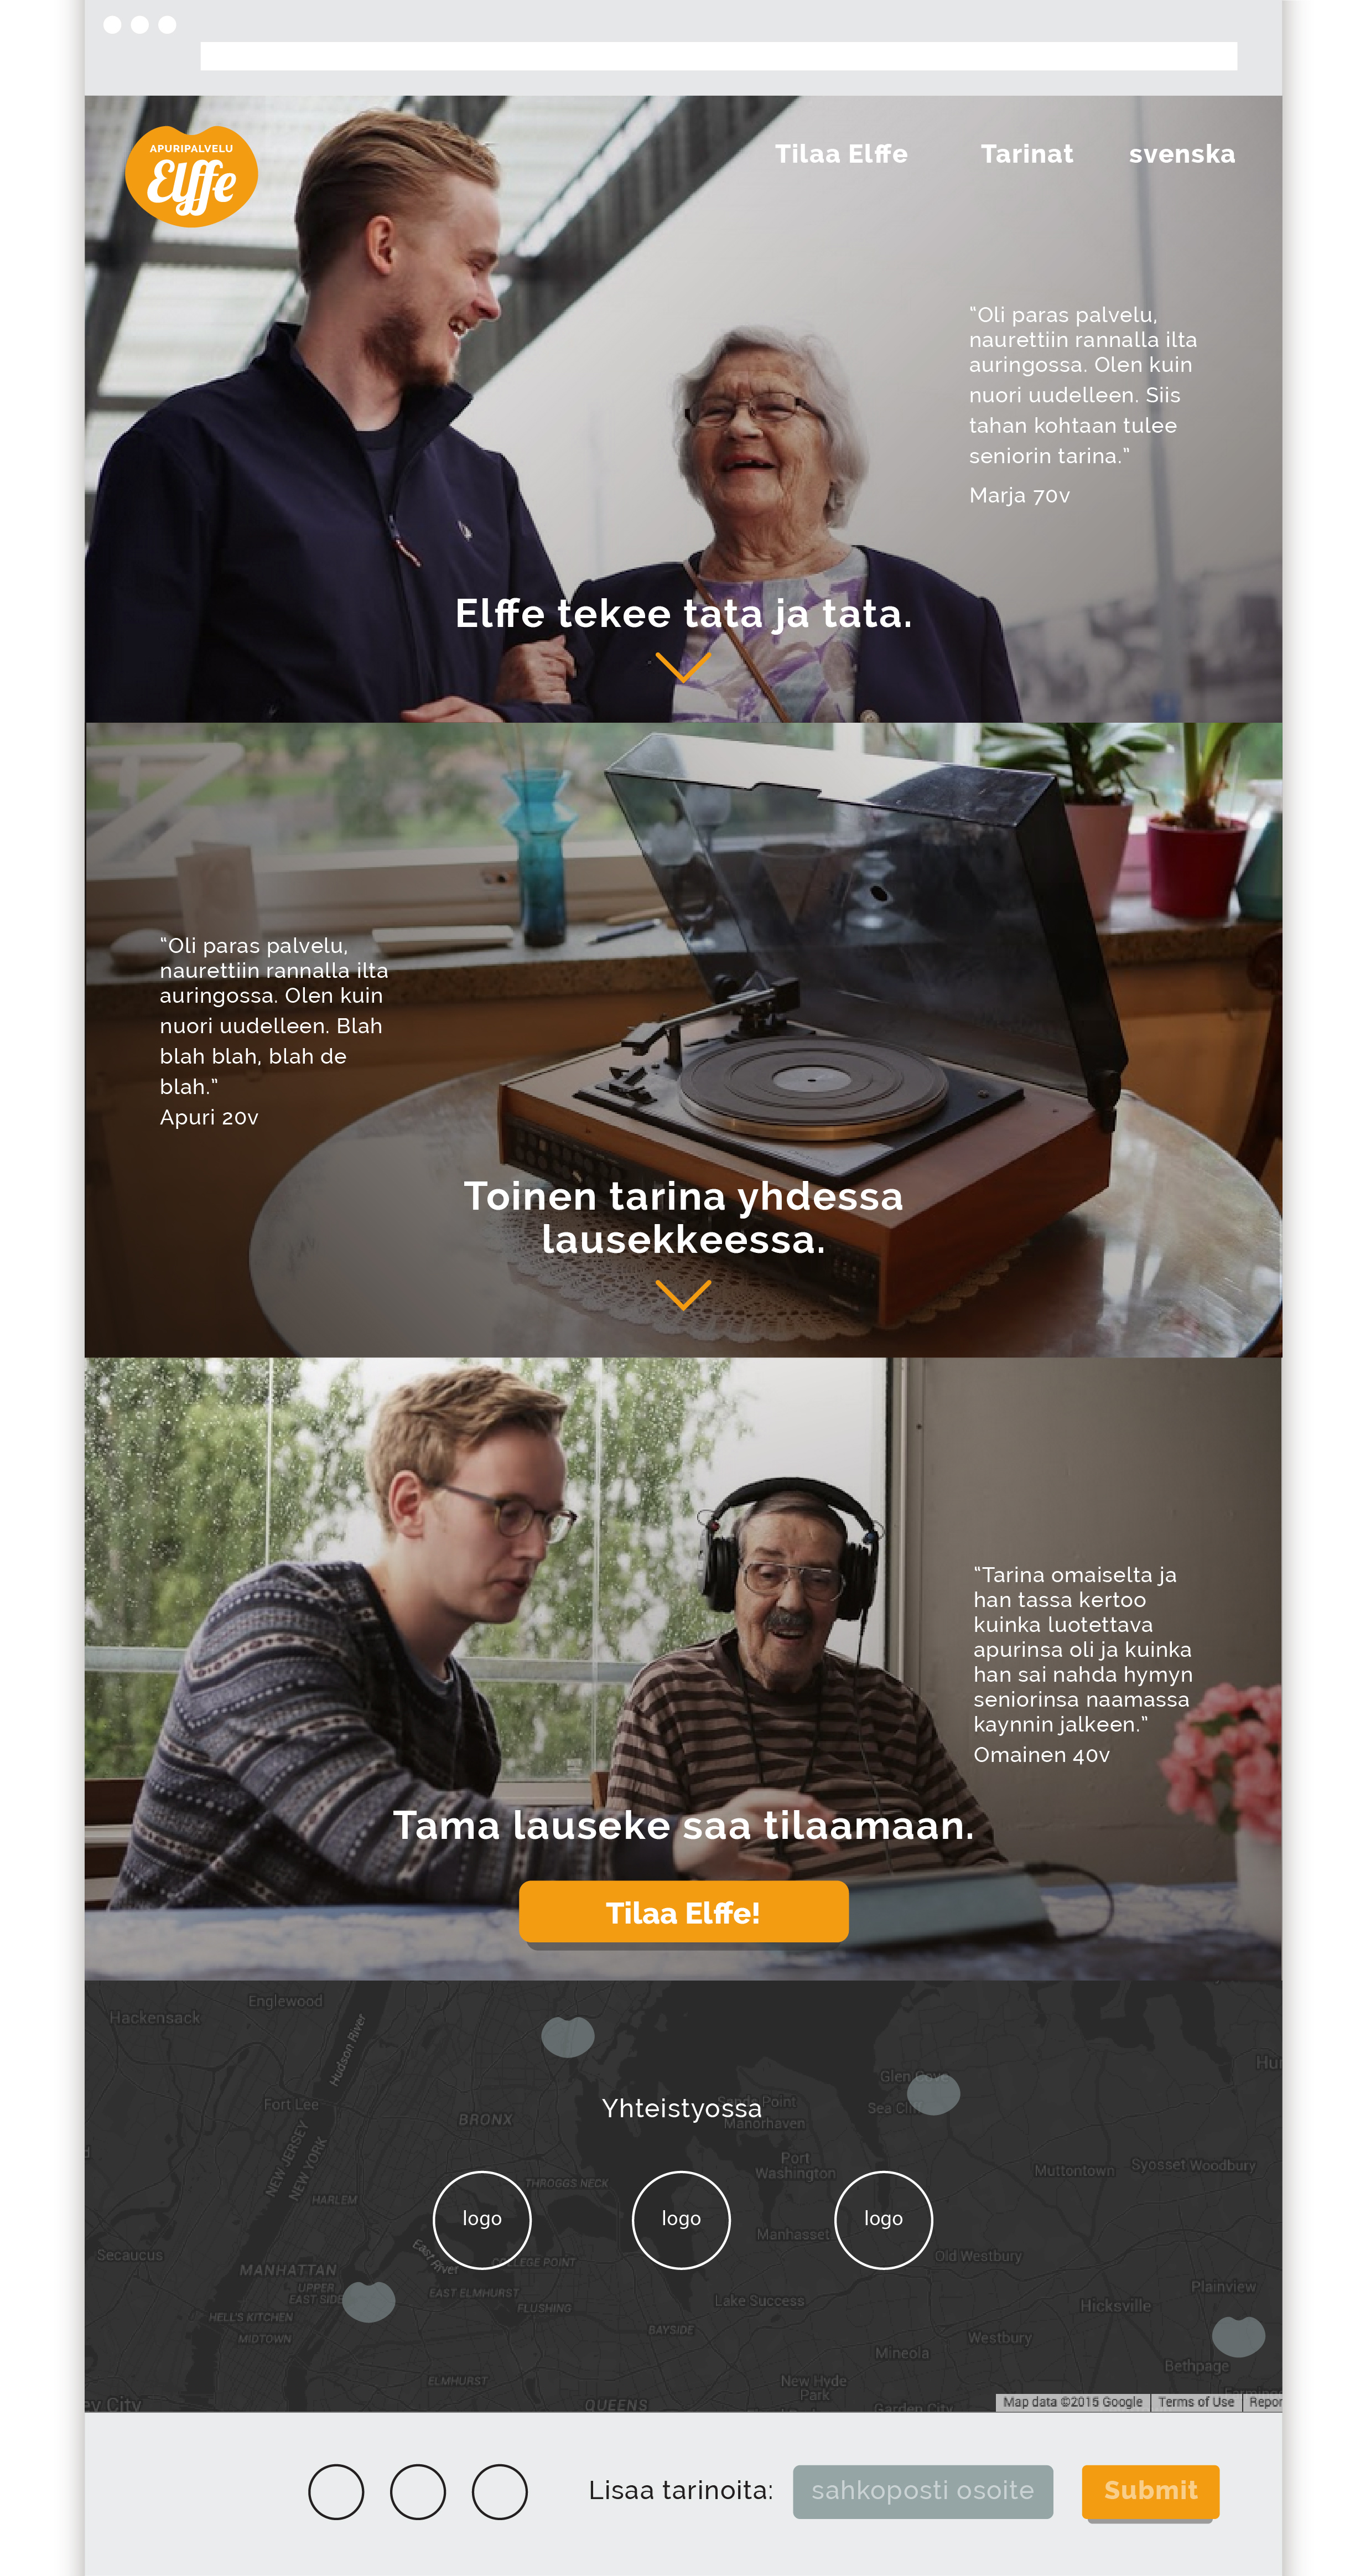 APURIPALVELU
Elffe
Tilaa Elffe
Tarinat
svenska
“Oli paras palvelu,
naurettiin rannalla ilta
auringossa. Olen kuin
nuori uudelleen. Siis
tahan kohtaan tulee
seniorin tarina.”
Marja 70v
Elffe tekee tata ja tata.
“Oli paras palvelu,
naurettiin rannalla ilta
auringossa. Olen kuin
nuori uudelleen. Blah
blah blah, blah de
blah.”
Apuri 20v
Toinen tarina yhdessa
lausekkeessa.
“Tarina omaiselta ja
han tassa kertoo
kuinka luotettava
apurinsa oli ja kuinka
han sai nahda hymyn
seniorinsa naamassa
kaynnin jalkeen.”
Omainen 40v
Tama lauseke saa tilaamaan.
Tilaa Elffe!
Englewood
Hackensack
Hudson River
Glen Cove
Fort Lee
Sands Point
Sea Cliff
Yhteistyossa
BRONX
Manorhaven
NEW JERSEY
NEW YORK
Port
Washington
Muttontown
Syosset
Woodbury
THROGGS NECK
HARLEM
logo
logo
logo
Manhasset
Secaucus
East River
COLLEGE POINT
Old Westbury
MANHATTAN
UPPER
EAST SIDE
EAST ELMHURST
Plainview
Lake Success
Hicksville
FLUSHING
HELL'S KITCHEN
BAYSIDE
MIDTOWN
Westbury
Mineola
Bethpage
ELMHURST
New Hyde
Park
QUEENS
Garden City
ey City
Map data ©2015 Google
Terms of Use
Repor
Lisaa tarinoita:
sahkoposti osoite
Submit